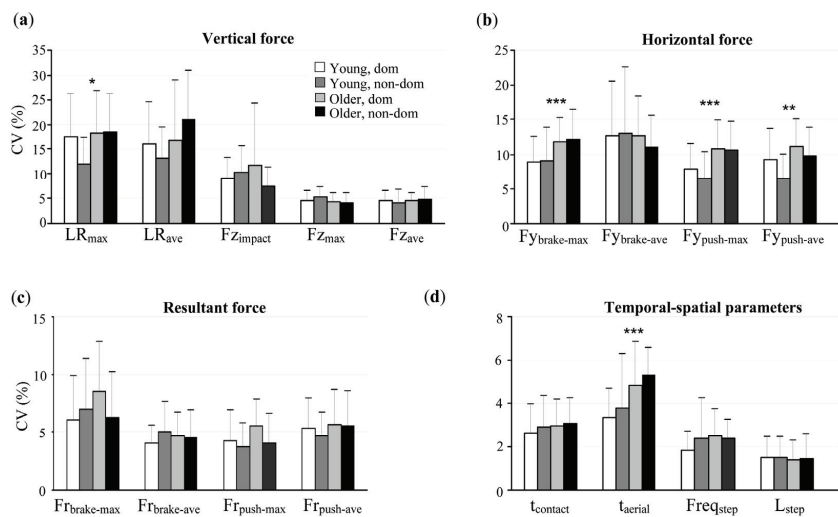 (a)
Vertical force
CV (%)
35
30
25
20
15
10
5
0
*
Young, dom
Young, non-dom
Older, dom
Older, non-dom
LRmax LRave Fzimpact Fzmax Fzave
(b)
Horizontal force
25
20
15
10
5
0
*** *** **
Fybrake-max Fybrake-ave Fypush-max Fypush-ave
(c)
Resultant force
CV (%)
15
10
5
0
Frbrake-max Frbrake-ave Frpush-max Frpush-ave
(d)
Temporal-spatial parameters
8
6
4
2
0
***
tcontact taerial Freqstep Lstep